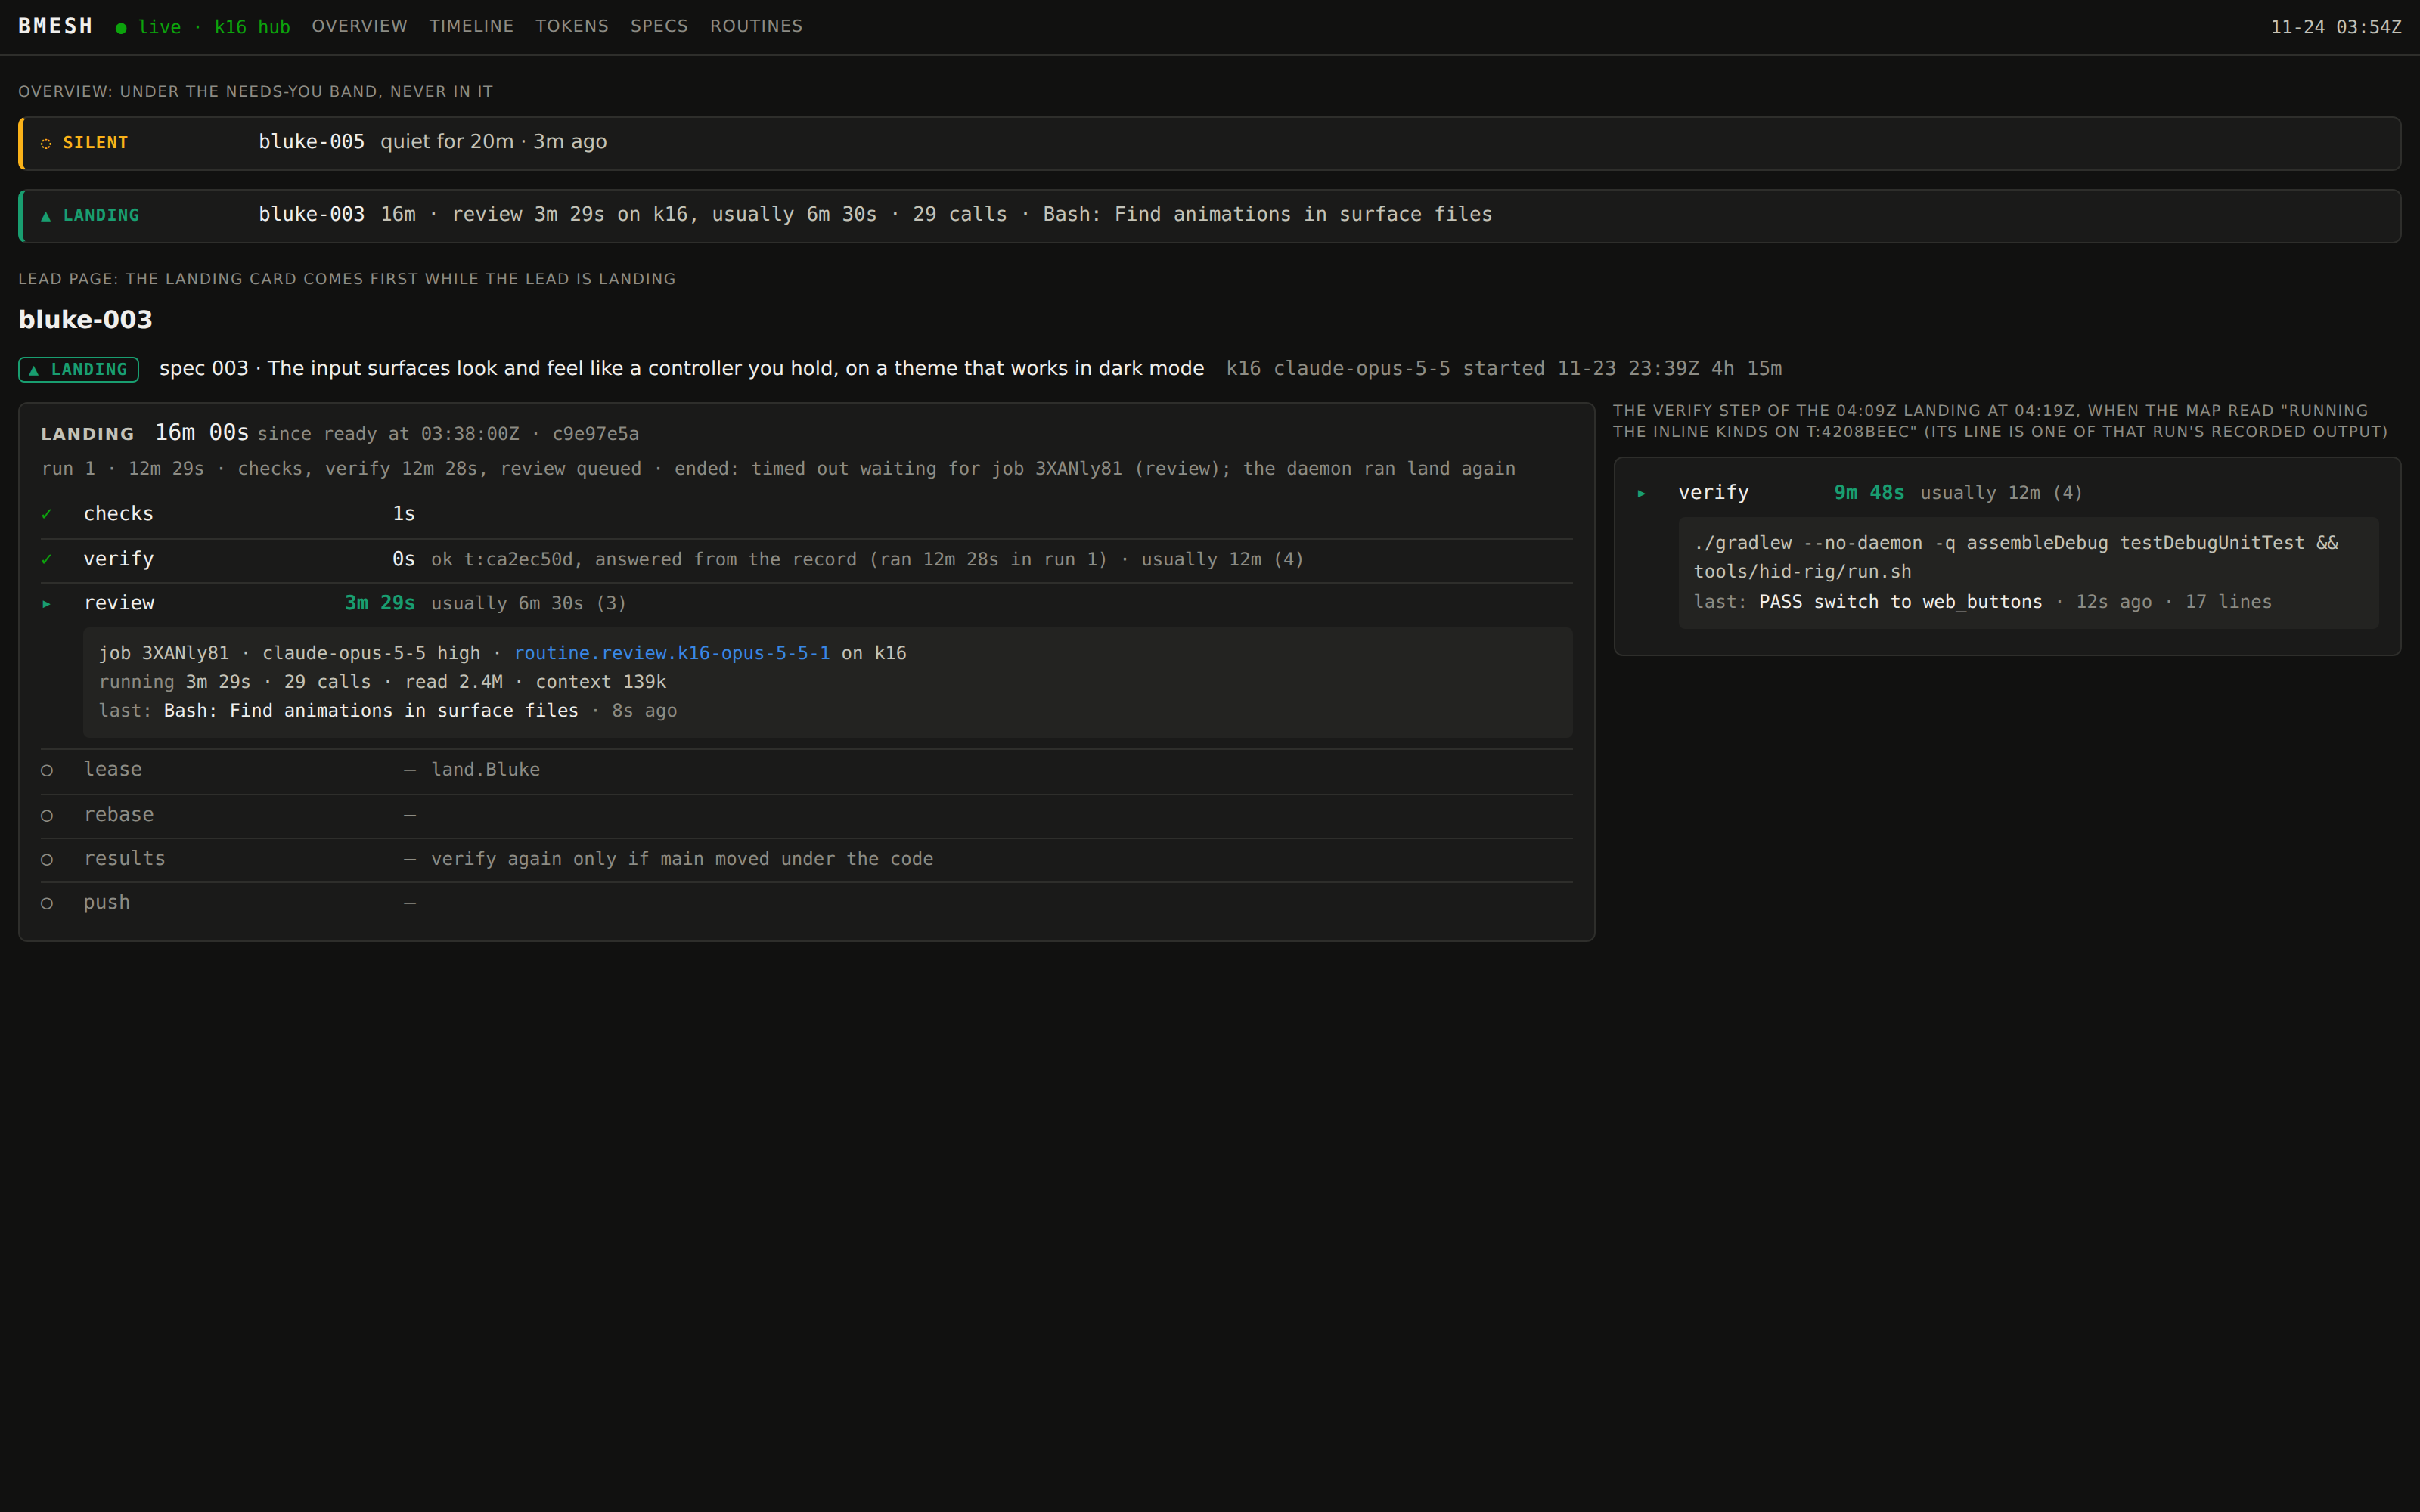 BMESH ● live · k16 hub OVERVIEW TIMELINE TOKENS SPECS ROUTINES 11-24 03:54Z
OVERVIEW: UNDER THE NEEDS-YOU BAND, NEVER IN IT
◌ SILENT bluke-005 quiet for 20m · 3m ago
▲ LANDING bluke-003 16m · review 3m 29s on k16, usually 6m 30s · 29 calls · Bash: Find animations in surface files
LEAD PAGE: THE LANDING CARD COMES FIRST WHILE THE LEAD IS LANDING
bluke-003
▲ LANDING spec 003 · The input surfaces look and feel like a controller you hold, on a theme that works in dark mode k16 claude-opus-5-5 started 11-23 23:39Z 4h 15m
LANDING 16m 00s since ready at 03:38:00Z · c9e97e5a
run 1 · 12m 29s · checks, verify 12m 28s, review queued · ended: timed out waiting for job 3XANly81 (review); the daemon ran land again
✓ checks 1s
✓ verify 0s ok t:ca2ec50d, answered from the record (ran 12m 28s in run 1) · usually 12m (4)
▸ review 3m 29s usually 6m 30s (3)
job 3XANly81 · claude-opus-5-5 high · routine.review.k16-opus-5-5-1 on k16
running 3m 29s · 29 calls · read 2.4M · context 139k
last: Bash: Find animations in surface files · 8s ago
○ lease — land.Bluke
○ rebase —
○ results — verify again only if main moved under the code
○ push —
THE VERIFY STEP OF THE 04:09Z LANDING AT 04:19Z, WHEN THE MAP READ "RUNNING
THE INLINE KINDS ON T:4208BEEC" (ITS LINE IS ONE OF THAT RUN'S RECORDED OUTPUT)
▸ verify 9m 48s usually 12m (4)
./gradlew --no-daemon -q assembleDebug testDebugUnitTest &&
tools/hid-rig/run.sh
last: PASS switch to web_buttons · 12s ago · 17 lines